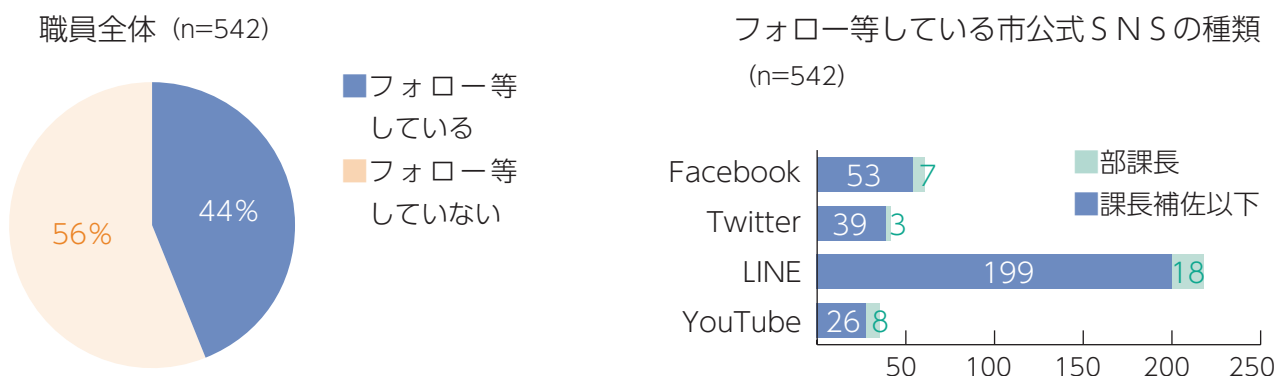 職員全体 (n=542)
フォロー等
している
フォロー等
していない
44%
56%
フォロー等している市公式ＳＮＳの種類
(n=542)
部課長
課長補佐以下
Facebook 53 7
Twitter 39 3
LINE 199 18
YouTube 26 8
50 100 150 200 250